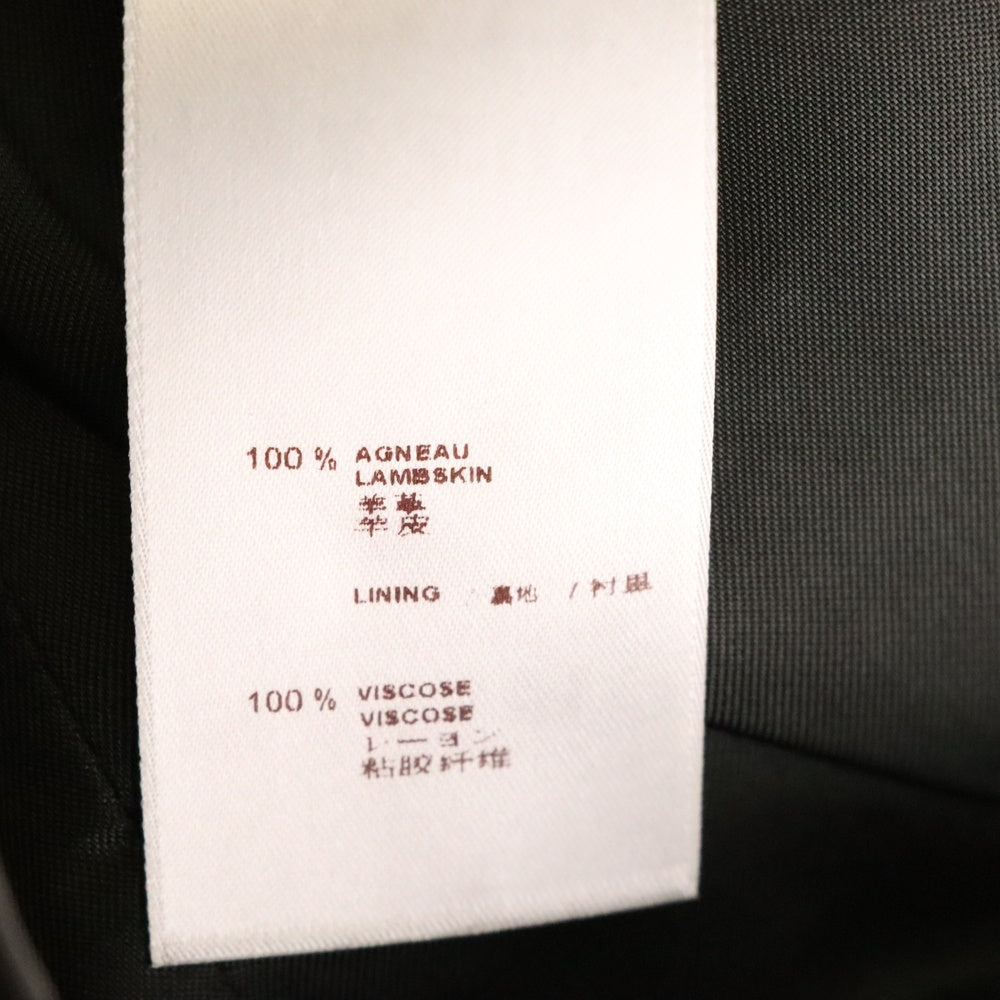 100 % AGNEAU
LAMBSKIN
羊革
羊皮
LINING / 裏地 / 衬里
100 % VISCOSE
VISCOSE
レーヨン
粘胶纤维